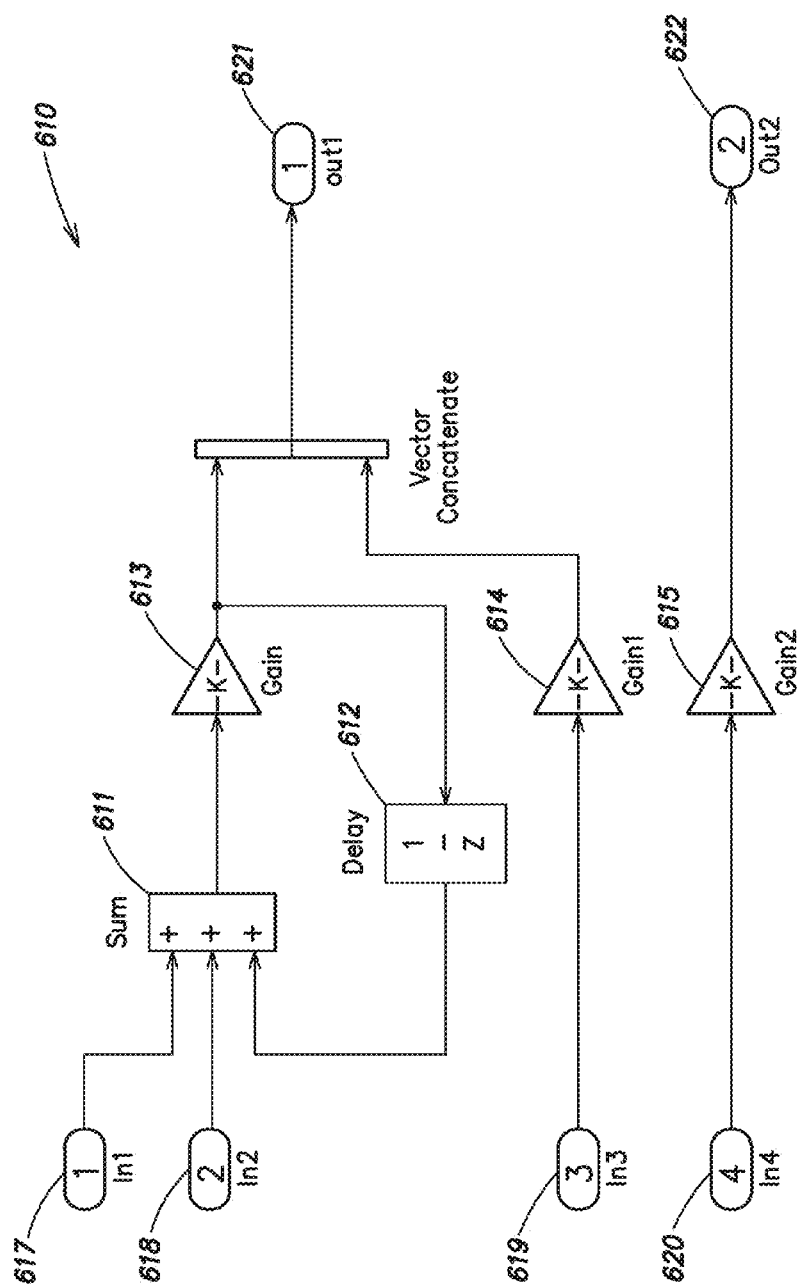 610
617
1
In1
618
2
In2
Sum
611
+
+
+
613
-K-
Gain
Delay
612
1
-
Z
Vector
Concatenate
621
1
out1
619
3
In3
614
-K-
Gain1
620
4
In4
615
-K-
Gain2
622
2
Out2